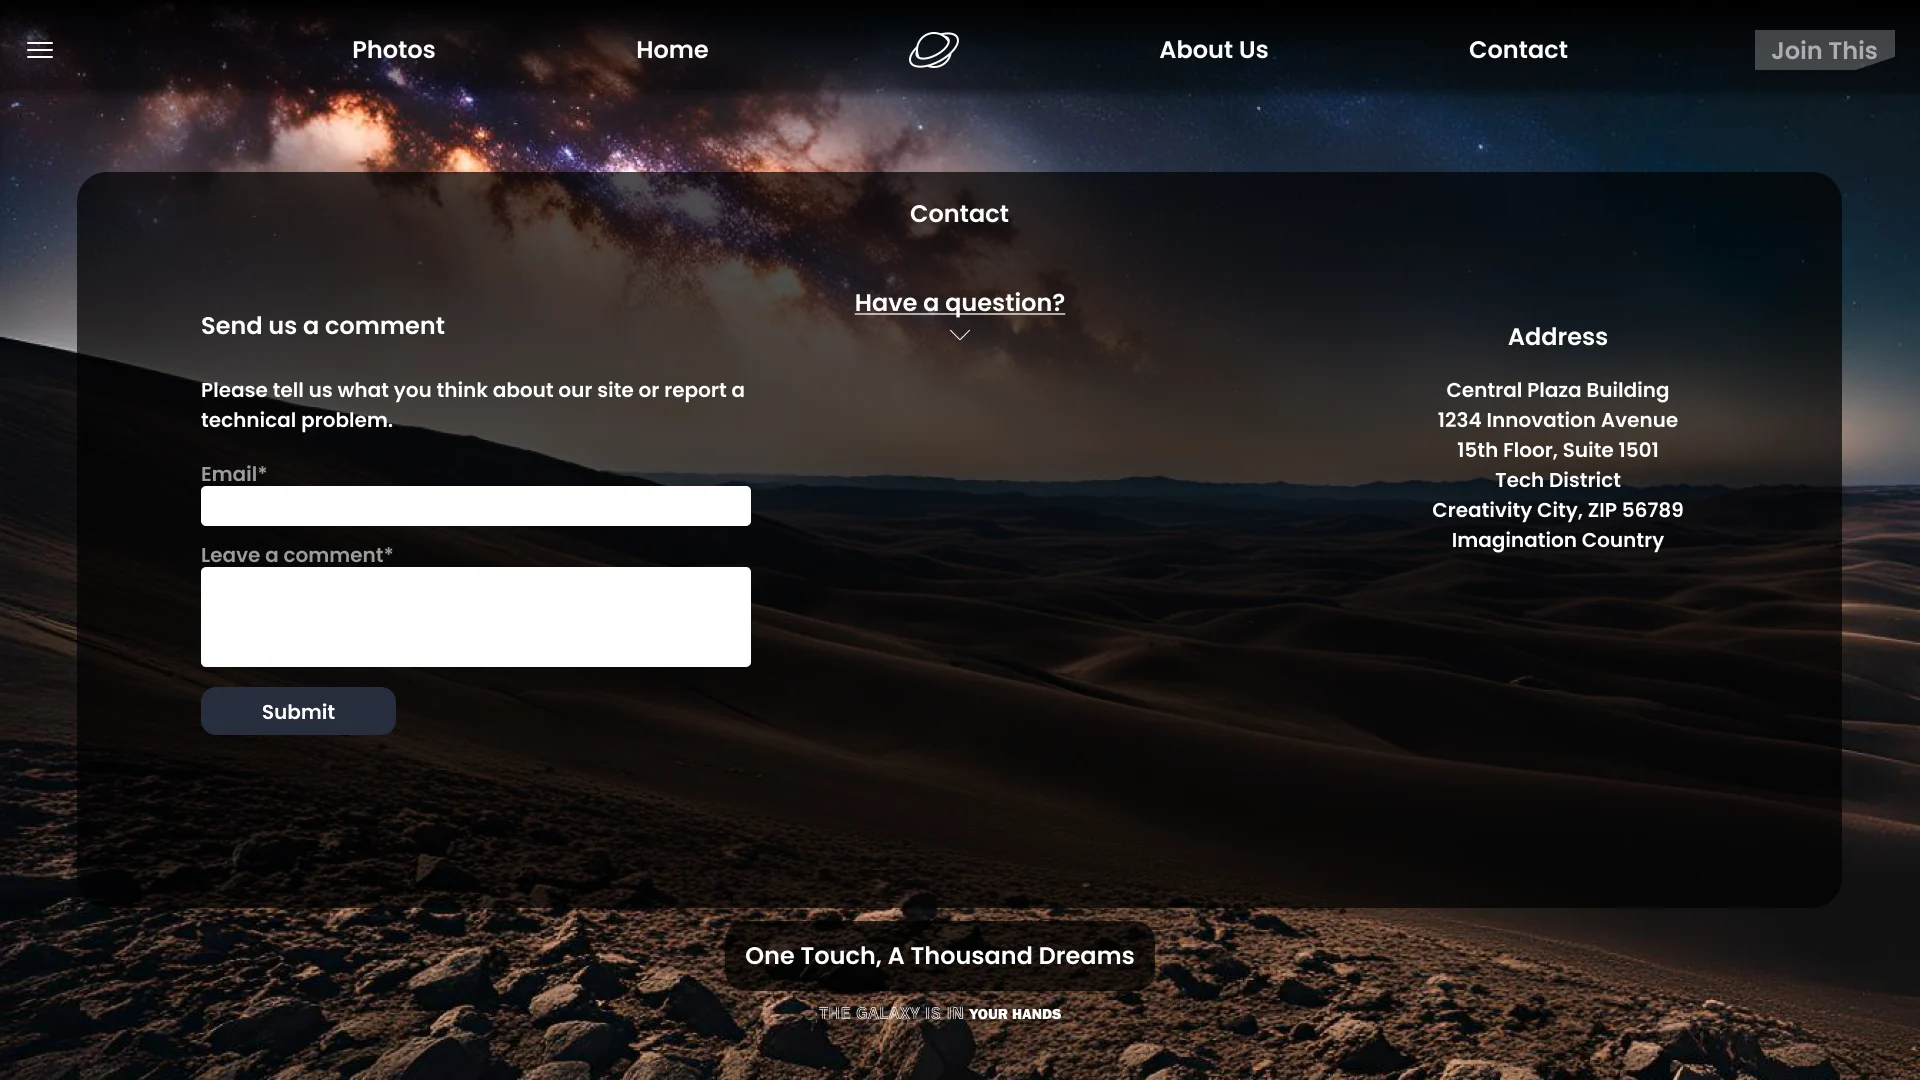 Photos
Home
About Us
Contact
Join This
Contact
Have a question?
Send us a comment
Please tell us what you think about our site or report a
technical problem.
Email*
Leave a comment*
Submit
Address
Central Plaza Building
1234 Innovation Avenue
15th Floor, Suite 1501
Tech District
Creativity City, ZIP 56789
Imagination Country
One Touch, A Thousand Dreams
THE GALAXY IS IN YOUR HANDS